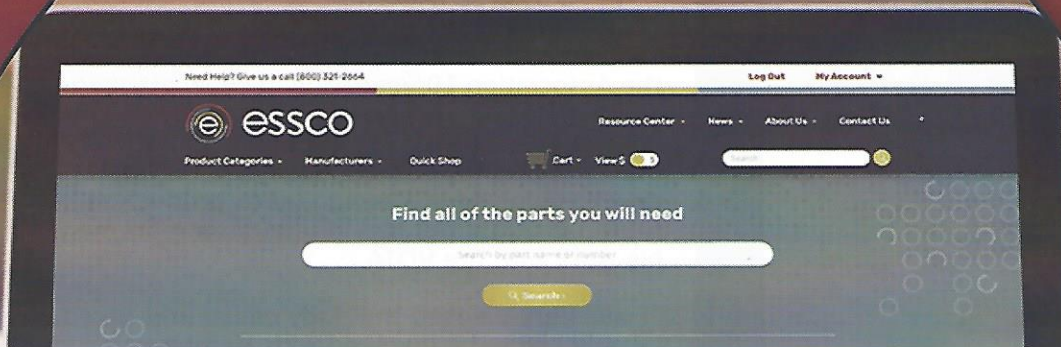 Need Help? Give us a call (800) 321-2664
Log Out My Account
e essco
Resource Center News About Us Contact Us
Product Categories Manufacturers Quick Shop Cart View $ $ Search
Find all of the parts you will need
Search by part name or number
Search